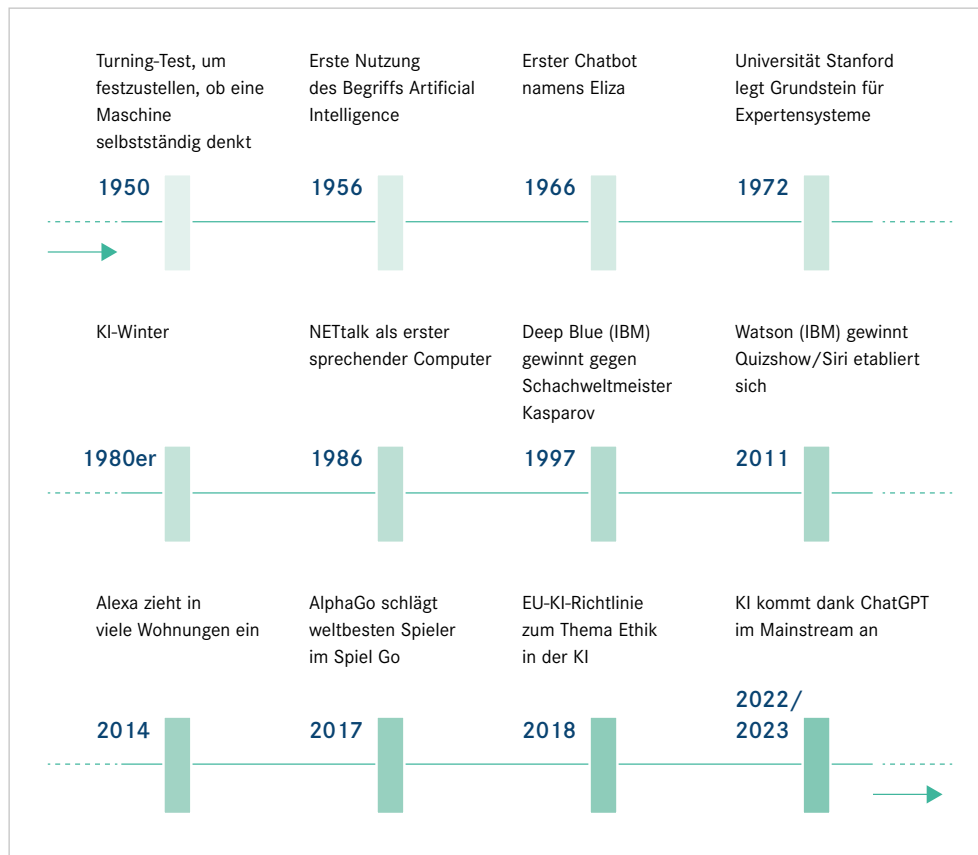 Turning-Test, um
festzustellen, ob eine
Maschine
selbstständig denkt
1950
Erste Nutzung
des Begriffs Artificial
Intelligence
1956
Erster Chatbot
namens Eliza
1966
Universität Stanford
legt Grundstein für
Expertensysteme
1972
KI-Winter
1980er
NETtalk als erster
sprechender Computer
1986
Deep Blue (IBM)
gewinnt gegen
Schachweltmeister
Kasparov
1997
Watson (IBM) gewinnt
Quizshow/Siri etabliert
sich
2011
Alexa zieht in
viele Wohnungen ein
2014
AlphaGo schlägt
weltbesten Spieler
im Spiel Go
2017
EU-KI-Richtlinie
zum Thema Ethik
in der KI
2018
KI kommt dank ChatGPT
im Mainstream an
2022/
2023